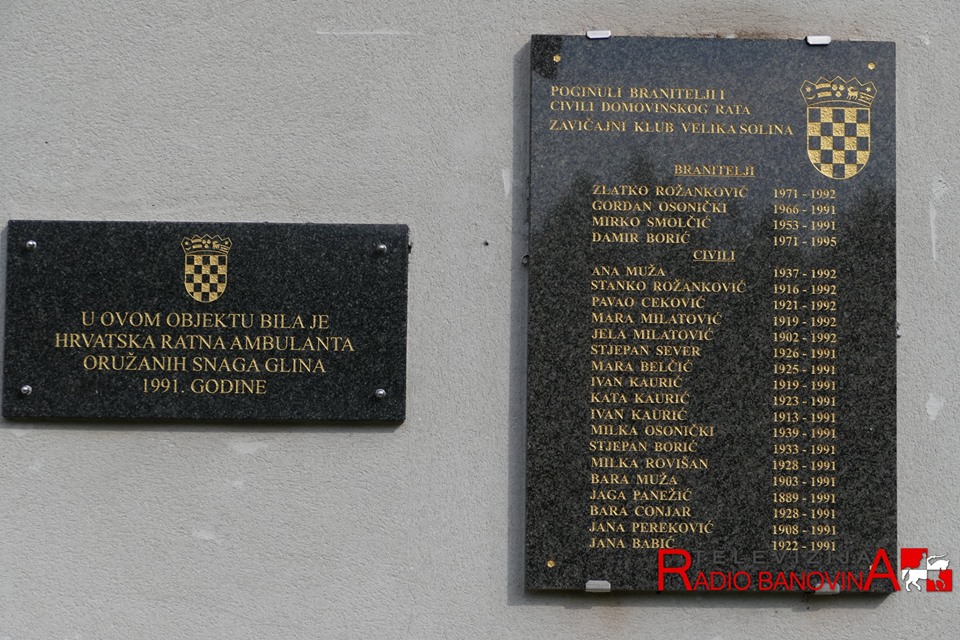 U OVOM OBJEKTU BILA JE
HRVATSKA RATNA AMBULANTA
ORUŽANIH SNAGA GLINA
1991. GODINE
POGINULI BRANITELJI I
CIVILI DOMOVINSKOG RATA
ZAVIČAJNI KLUB VELIKA SOLINA
BRANITELJI
ZLATKO ROŽANKOVIĆ 1971 - 1992
GORDAN OSONIČKI 1966 - 1991
MIRKO SMOLČIĆ 1953 - 1991
DAMIR BORIĆ 1971 - 1995
CIVILI
ANA MUŽA 1937 - 1992
STANKO ROŽANKOVIĆ 1916 - 1992
PAVAO CEKOVIĆ 1921 - 1992
MARA MILATOVIĆ 1919 - 1992
JELA MILATOVIĆ 1902 - 1992
STJEPAN SEVER 1926 - 1991
MARA BELČIĆ 1925 - 1991
IVAN KAURIĆ 1919 - 1991
KATA KAURIĆ 1923 - 1991
IVAN KAURIĆ 1913 - 1991
MILKA OSONIČKI 1939 - 1991
STJEPAN BORIĆ 1933 - 1991
MILKA ROVIŠAN 1928 - 1991
BARA MUŽA 1903 - 1991
JAGA PANEŽIĆ 1889 - 1991
BARA CONJAR 1928 - 1991
JANA PEREKOVIĆ 1908 - 1991
JANA BABIĆ 1922 - 1991
TELEVIZIJA
RADIO BANOVINA